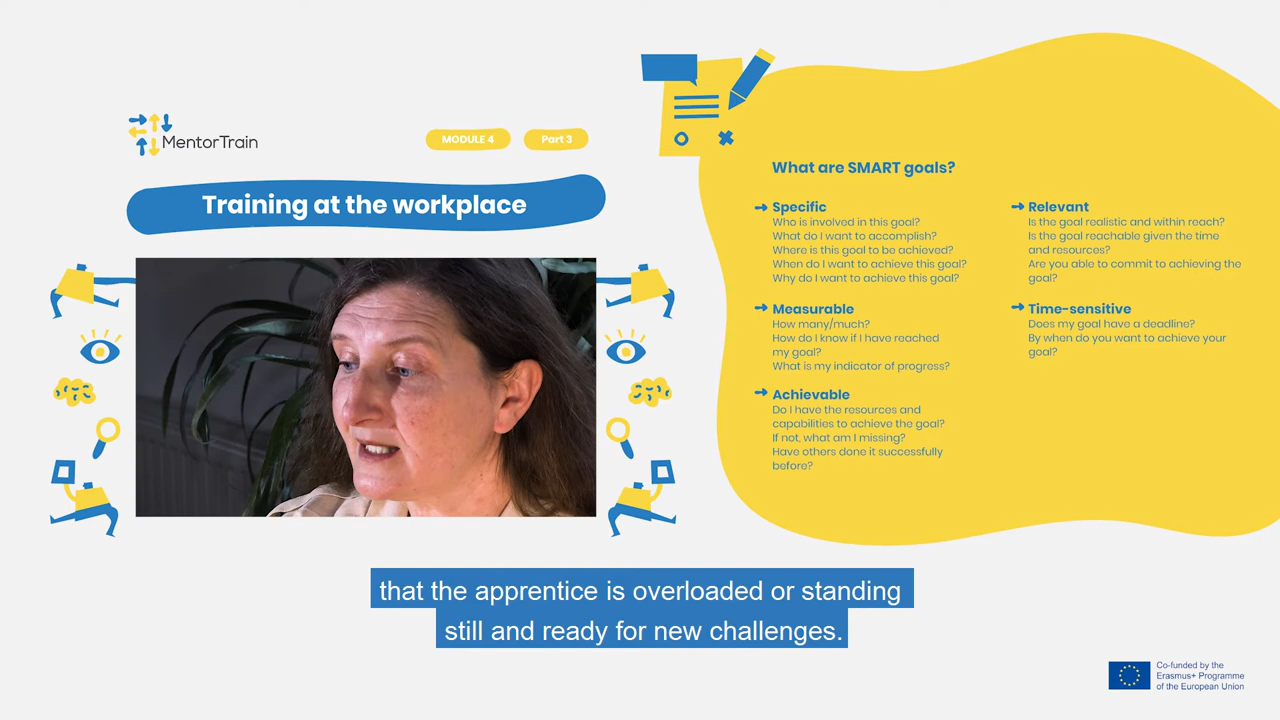 MentorTrain
MODULE 4
Part 3
Training at the workplace
What are SMART goals?
Specific
Who is involved in this goal?
What do I want to accomplish?
Where is this goal to be achieved?
When do I want to achieve this goal?
Why do I want to achieve this goal?
Measurable
How many/much?
How do I know if I have reached
my goal?
What is my indicator of progress?
Achievable
Do I have the resources and
capabilities to achieve the goal?
If not, what am I missing?
Have others done it successfully
before?
Relevant
Is the goal realistic and within reach?
Is the goal reachable given the time
and resources?
Are you able to commit to achieving the
goal?
Time-sensitive
Does my goal have a deadline?
By when do you want to achieve your
goal?
that the apprentice is overloaded or standing
still and ready for new challenges.
Co-funded by the
Erasmus+ Programme
of the European Union